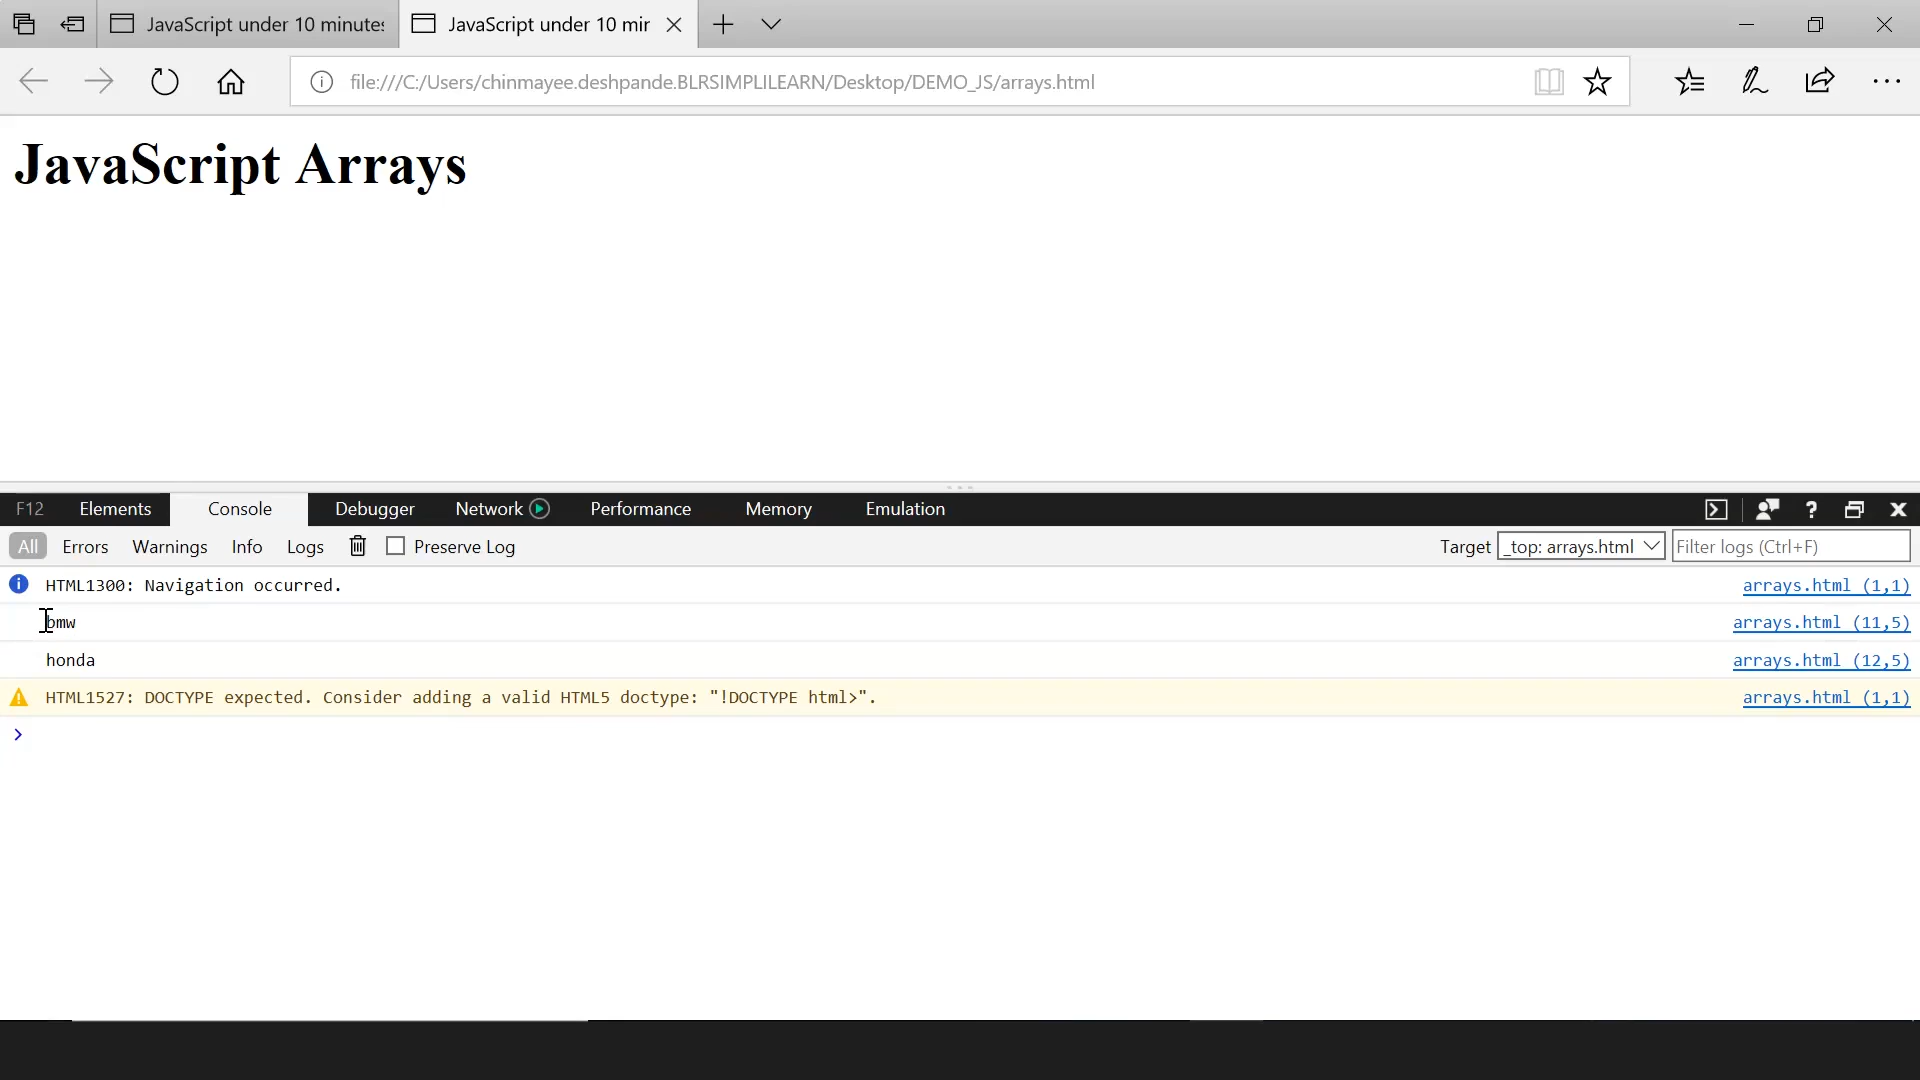 JavaScript under 10 minutes
JavaScript under 10 mir
file:///C:/Users/chinmayee.deshpande.BLRSIMPLILEARN/Desktop/DEMO_JS/arrays.html
JavaScript Arrays
F12 Elements Console Debugger Network Performance Memory Emulation ?
All Errors Warnings Info Logs Preserve Log Target _top: arrays.html Filter logs (Ctrl+F)
HTML1300: Navigation occurred. arrays.html (1,1)
bmw arrays.html (11,5)
honda arrays.html (12,5)
HTML1527: DOCTYPE expected. Consider adding a valid HTML5 doctype: "!DOCTYPE html>". arrays.html (1,1)